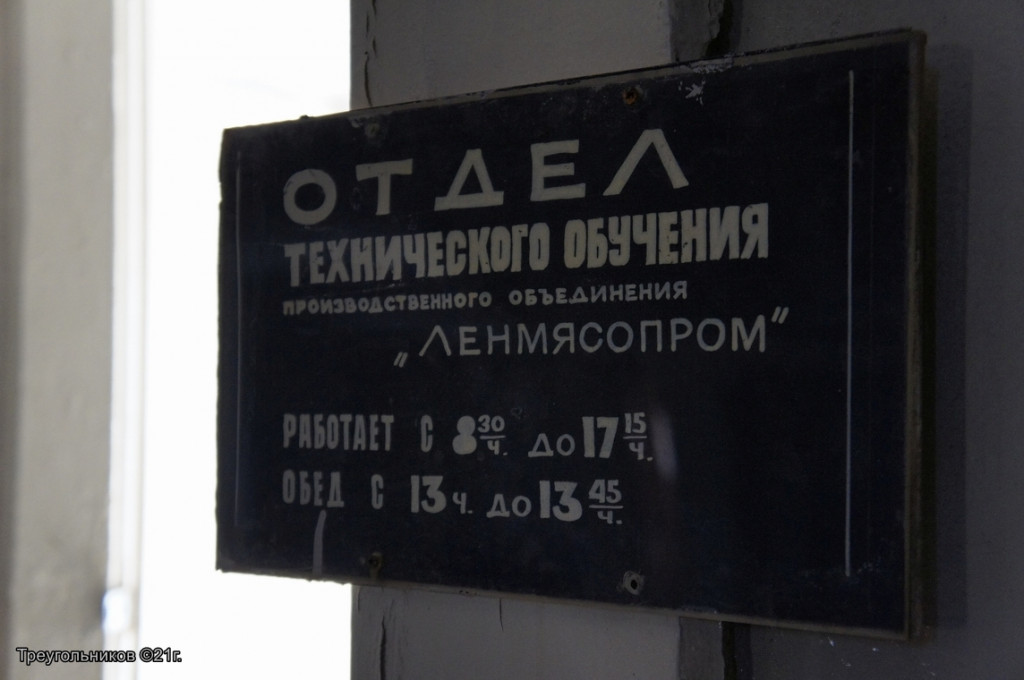 ОТДЕЛ
ТЕХНИЧЕСКОГО ОБУЧЕНИЯ
ПРОИЗВОДСТВЕННОГО ОБЪЕДИНЕНИЯ
„ЛЕНМЯСОПРОМ"
РАБОТАЕТ С 8 30 ч. ДО 17 15 ч.
ОБЕД С 13 ч. ДО 13 45 ч.
Треугольников ©21г.